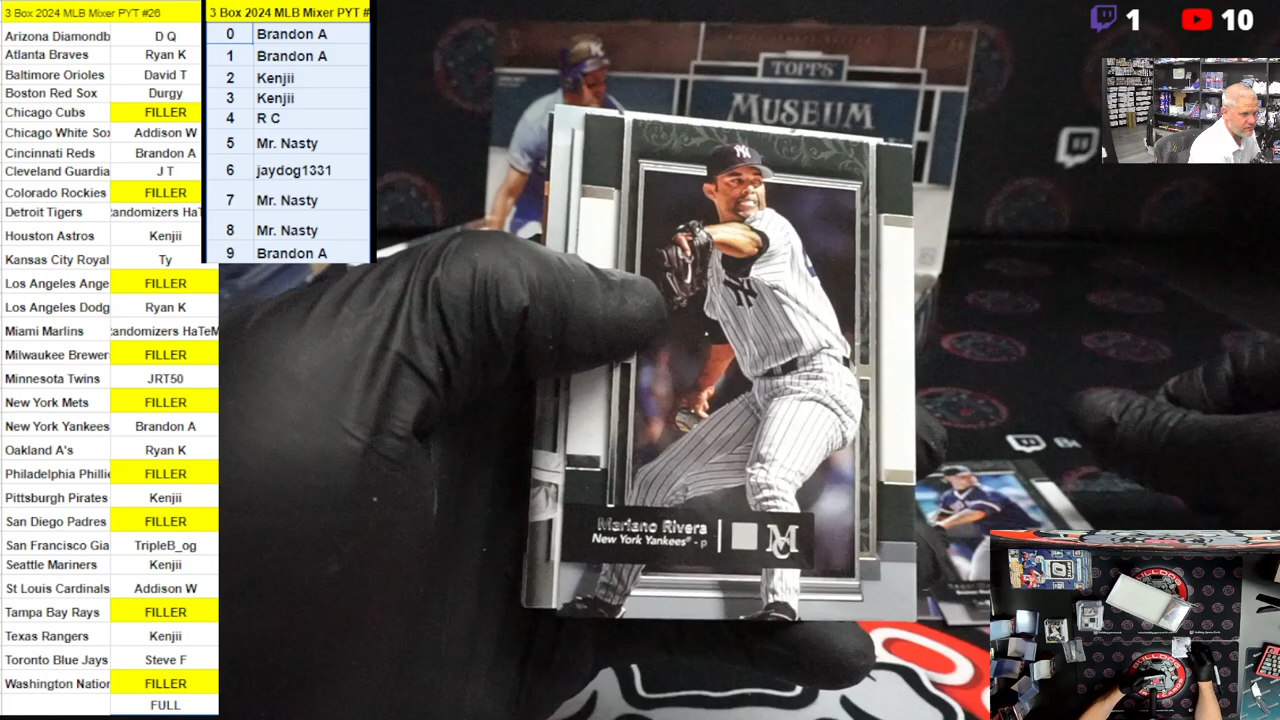 3 Box 2024 MLB Mixer PYT #26
Arizona Diamondb D Q
Atlanta Braves Ryan K
Baltimore Orioles David T
Boston Red Sox Durgy
Chicago Cubs FILLER
Chicago White Sox Addison W
Cincinnati Reds Brandon A
Cleveland Guardia J T
Colorado Rockies FILLER
Detroit Tigers Randomizers HaT
Houston Astros Kenjii
Kansas City Royal Ty
Los Angeles Ange FILLER
Los Angeles Dodg Ryan K
Miami Marlins Randomizers HaTeM
Milwaukee Brewer FILLER
Minnesota Twins JRT50
New York Mets FILLER
New York Yankees Brandon A
Oakland A's Ryan K
Philadelphia Phillie FILLER
Pittsburgh Pirates Kenjii
San Diego Padres FILLER
San Francisco Gia TripleB_og
Seattle Mariners Kenjii
St Louis Cardinals Addison W
Tampa Bay Rays FILLER
Texas Rangers Kenjii
Toronto Blue Jays Steve F
Washington Nation FILLER
FULL
3 Box 2024 MLB Mixer PYT #
0 Brandon A
1 Brandon A
2 Kenjii
3 Kenjii
4 R C
5 Mr. Nasty
6 jaydog1331
7 Mr. Nasty
8 Mr. Nasty
9 Brandon A
1 10
TOPPS
MUSEUM
NY
NY
Mariano Rivera
New York Yankees® - p
MC